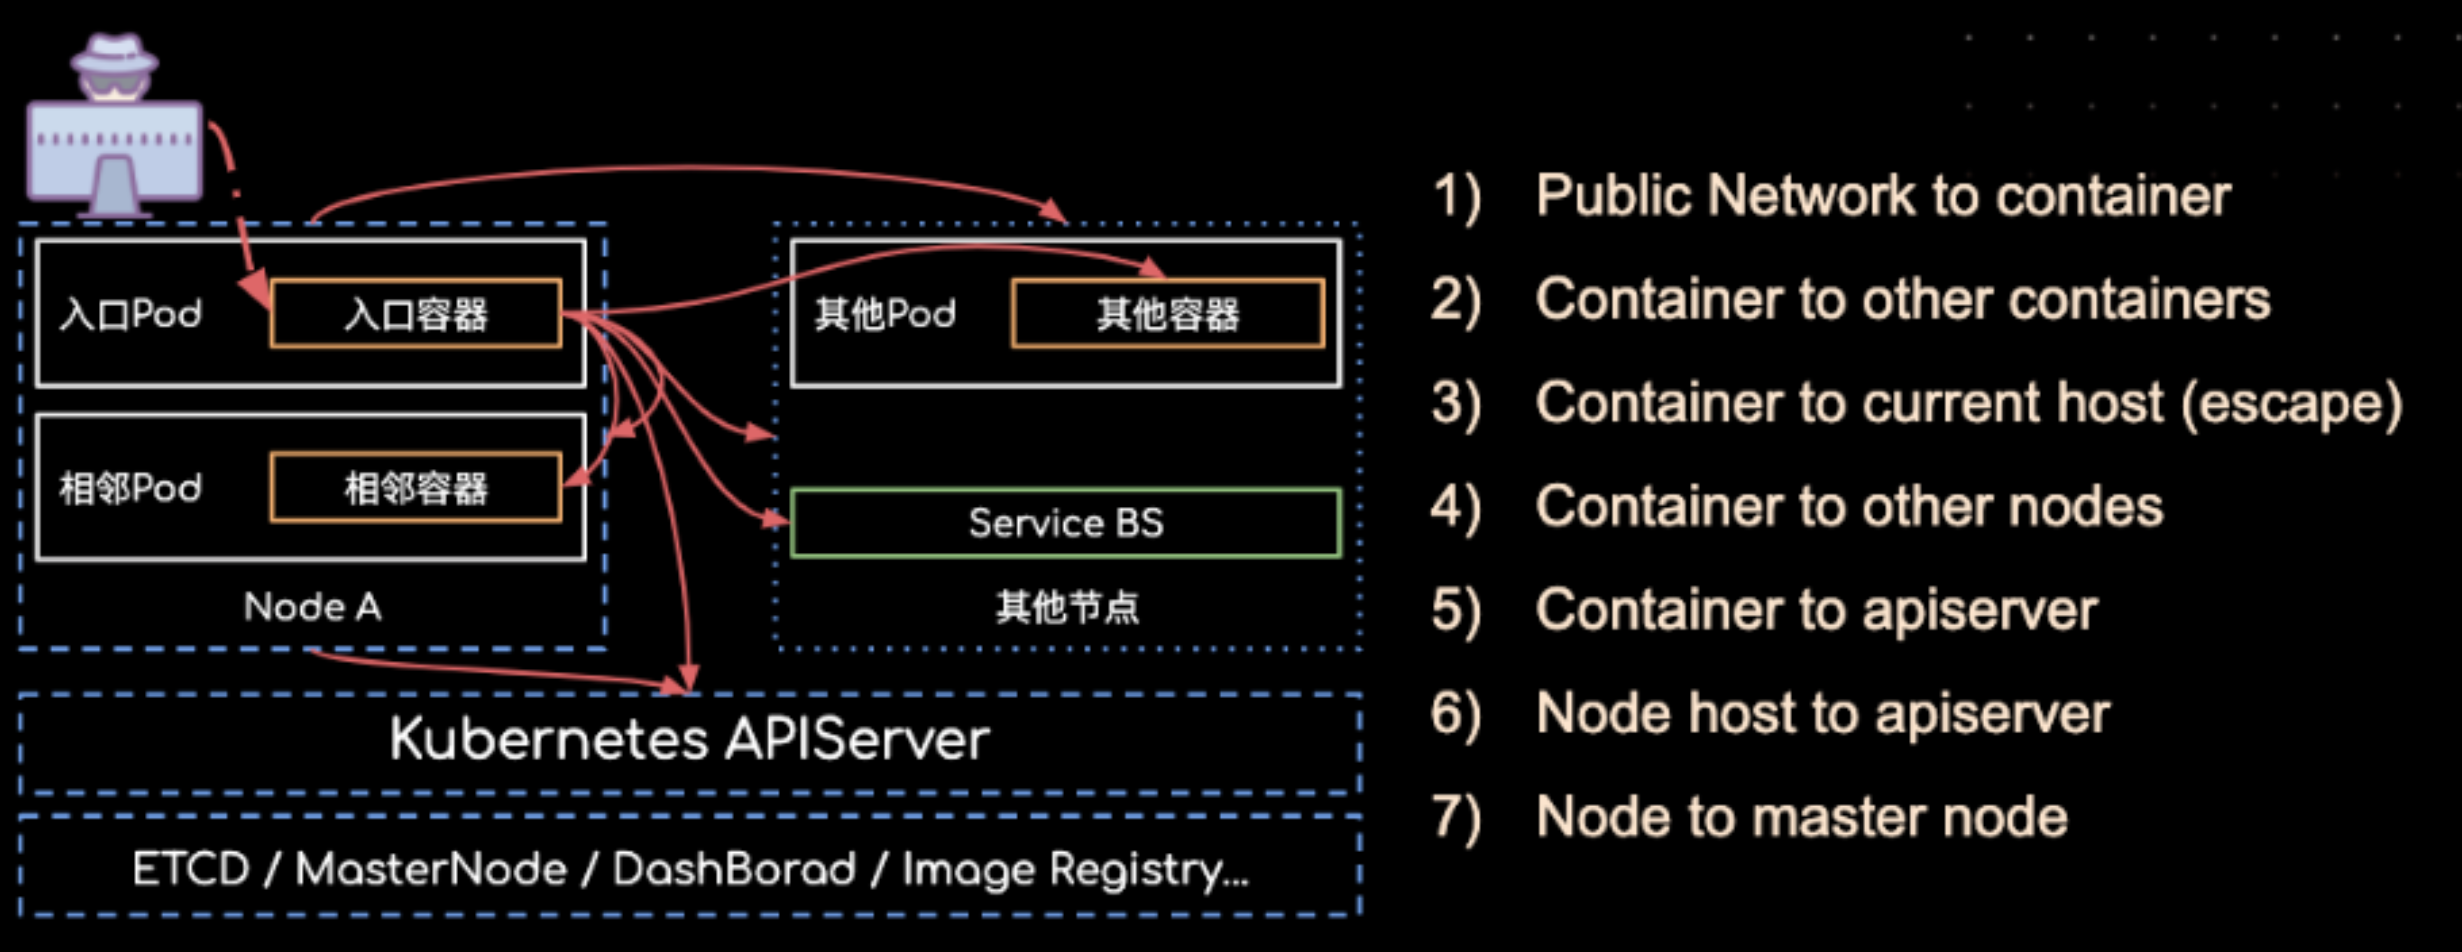 入口Pod
入口容器
相邻Pod
相邻容器
Node A
其他Pod
其他容器
Service BS
其他节点
Kubernetes APIServer
ETCD / MasterNode / DashBorad / Image Registry...
1) Public Network to container
2) Container to other containers
3) Container to current host (escape)
4) Container to other nodes
5) Container to apiserver
6) Node host to apiserver
7) Node to master node